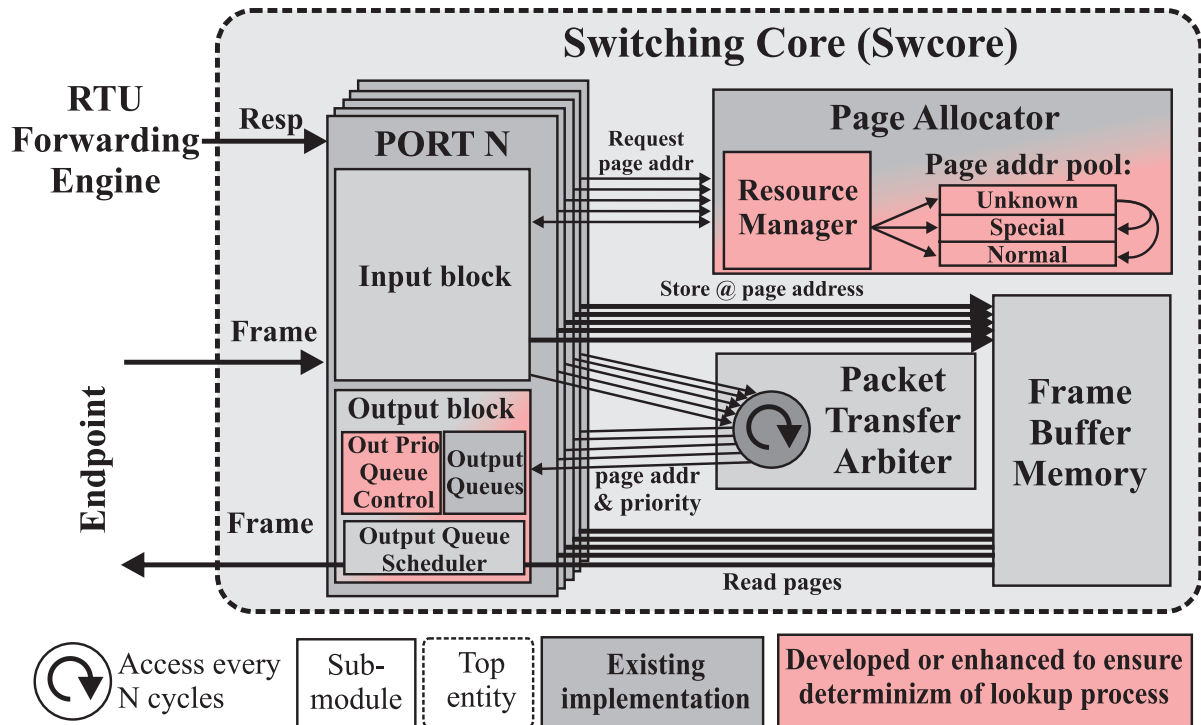 Switching Core (Swcore)
RTU
Forwarding
Engine
Resp
PORT N
Request
page addr
Page Allocator
Resource
Manager
Page addr pool:
Unknown
Special
Normal
Input block
Store @ page address
Frame
Endpoint
Packet
Transfer
Arbiter
Frame
Buffer
Memory
Output block
Out Prio
Queue
Control
Output
Queues
page addr
& priority
Frame
Output Queue
Scheduler
Read pages
Access every
N cycles
Sub-
module
Top
entity
Existing
implementation
Developed or enhanced to ensure
determinizm of lookup process